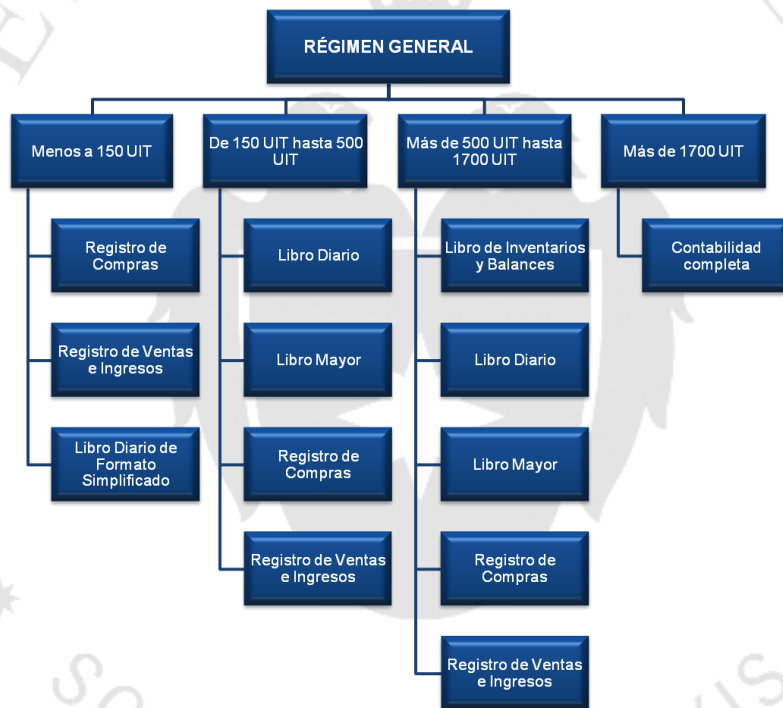 RÉGIMEN GENERAL
Menos a 150 UIT
Registro de
Compras
Registro de Ventas
e Ingresos
Libro Diario de
Formato
Simplificado
De 150 UIT hasta 500
UIT
Libro Diario
Libro Mayor
Registro de
Compras
Registro de Ventas
e Ingresos
Más de 500 UIT hasta
1700 UIT
Libro de Inventarios
y Balances
Libro Diario
Libro Mayor
Registro de
Compras
Registro de Ventas
e Ingresos
Más de 1700 UIT
Contabilidad
completa